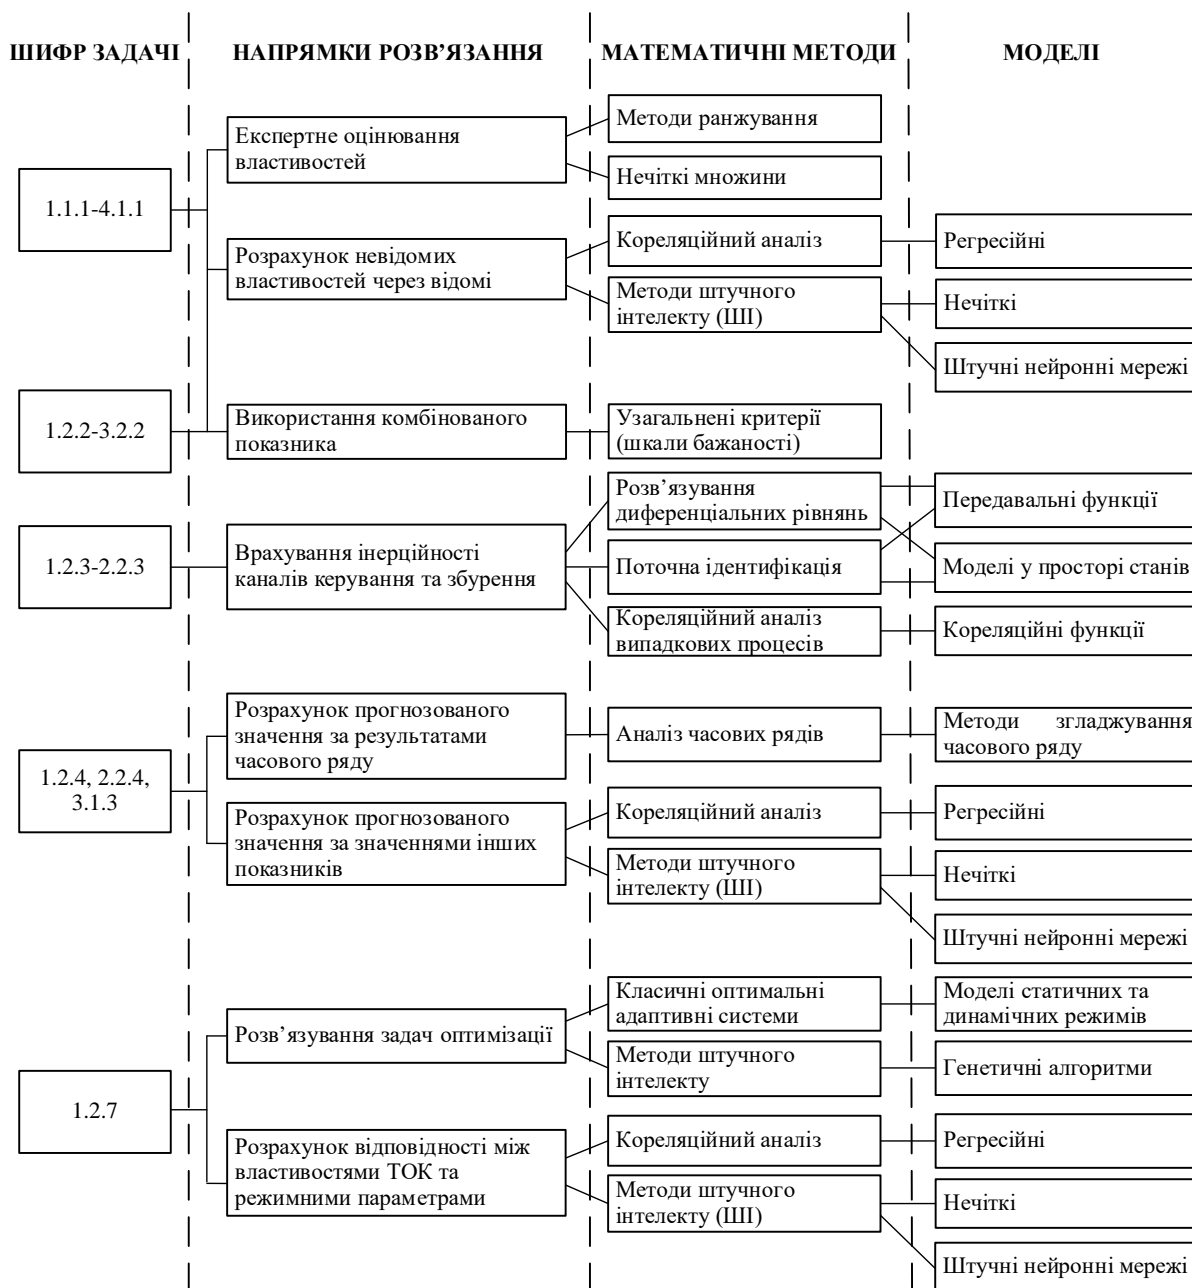 ШИФР ЗАДАЧІ
НАПРЯМКИ РОЗВ’ЯЗАННЯ
МАТЕМАТИЧНІ МЕТОДИ
МОДЕЛІ
1.1.1-4.1.1
Експертне оцінювання
властивостей
Методи ранжування
Нечіткі множини
Розрахунок невідомих
властивостей через відомі
Кореляційний аналіз
Регресійні
Методи штучного
інтелекту (ШІ)
Нечіткі
Штучні нейронні мережі
1.2.2-3.2.2
Використання комбінованого
показника
Узагальнені критерії
(шкали бажаності)
1.2.3-2.2.3
Врахування інерційності
каналів керування та збурення
Розв’язування
диференціальних рівнянь
Передавальні функції
Поточна ідентифікація
Моделі у просторі станів
Кореляційний аналіз
випадкових процесів
Кореляційні функції
1.2.4, 2.2.4,
3.1.3
Розрахунок прогнозованого
значення за результатами
часового ряду
Аналіз часових рядів
Методи згладжування
часового ряду
Розрахунок прогнозованого
значення за значеннями інших
показників
Кореляційний аналіз
Регресійні
Методи штучного
інтелекту (ШІ)
Нечіткі
Штучні нейронні мережі
1.2.7
Розв’язування задач оптимізації
Класичні оптимальні
адаптивні системи
Моделі статичних та
динамічних режимів
Методи штучного
інтелекту
Генетичні алгоритми
Розрахунок відповідності між
властивостями ТОК та
режимними параметрами
Кореляційний аналіз
Регресійні
Методи штучного
інтелекту (ШІ)
Нечіткі
Штучні нейронні мережі